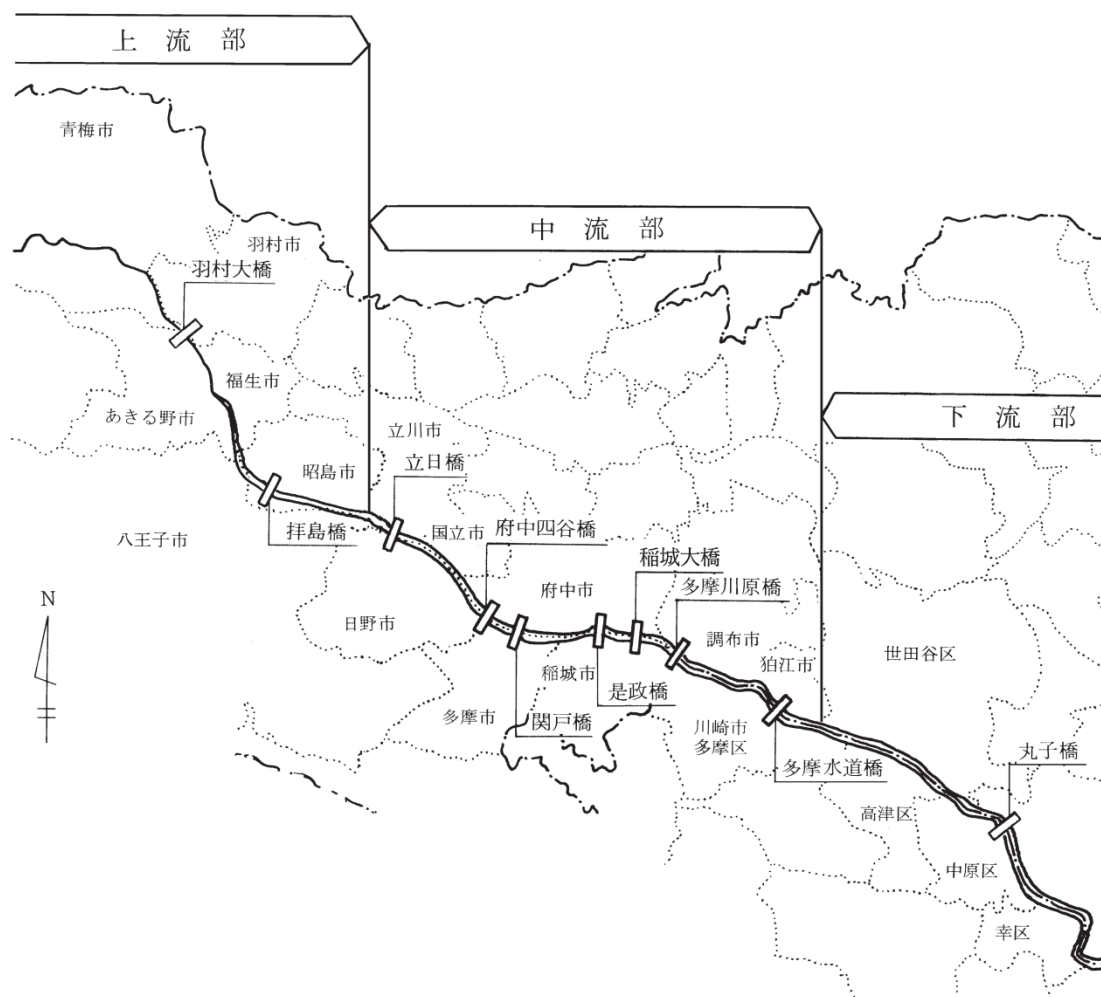 上流部
青梅市
中流部
羽村市
羽村大橋
福生市
あきる野市
下流部
立川市
昭島市
立日橋
八王子市
拝島橋
国立市
府中四谷橋
稲城大橋
府中市
多摩川原橋
N
日野市
調布市
狛江市
世田谷区
稲城市
是政橋
多摩市
関戸橋
川崎市
多摩区
多摩水道橋
丸子橋
高津区
中原区
幸区